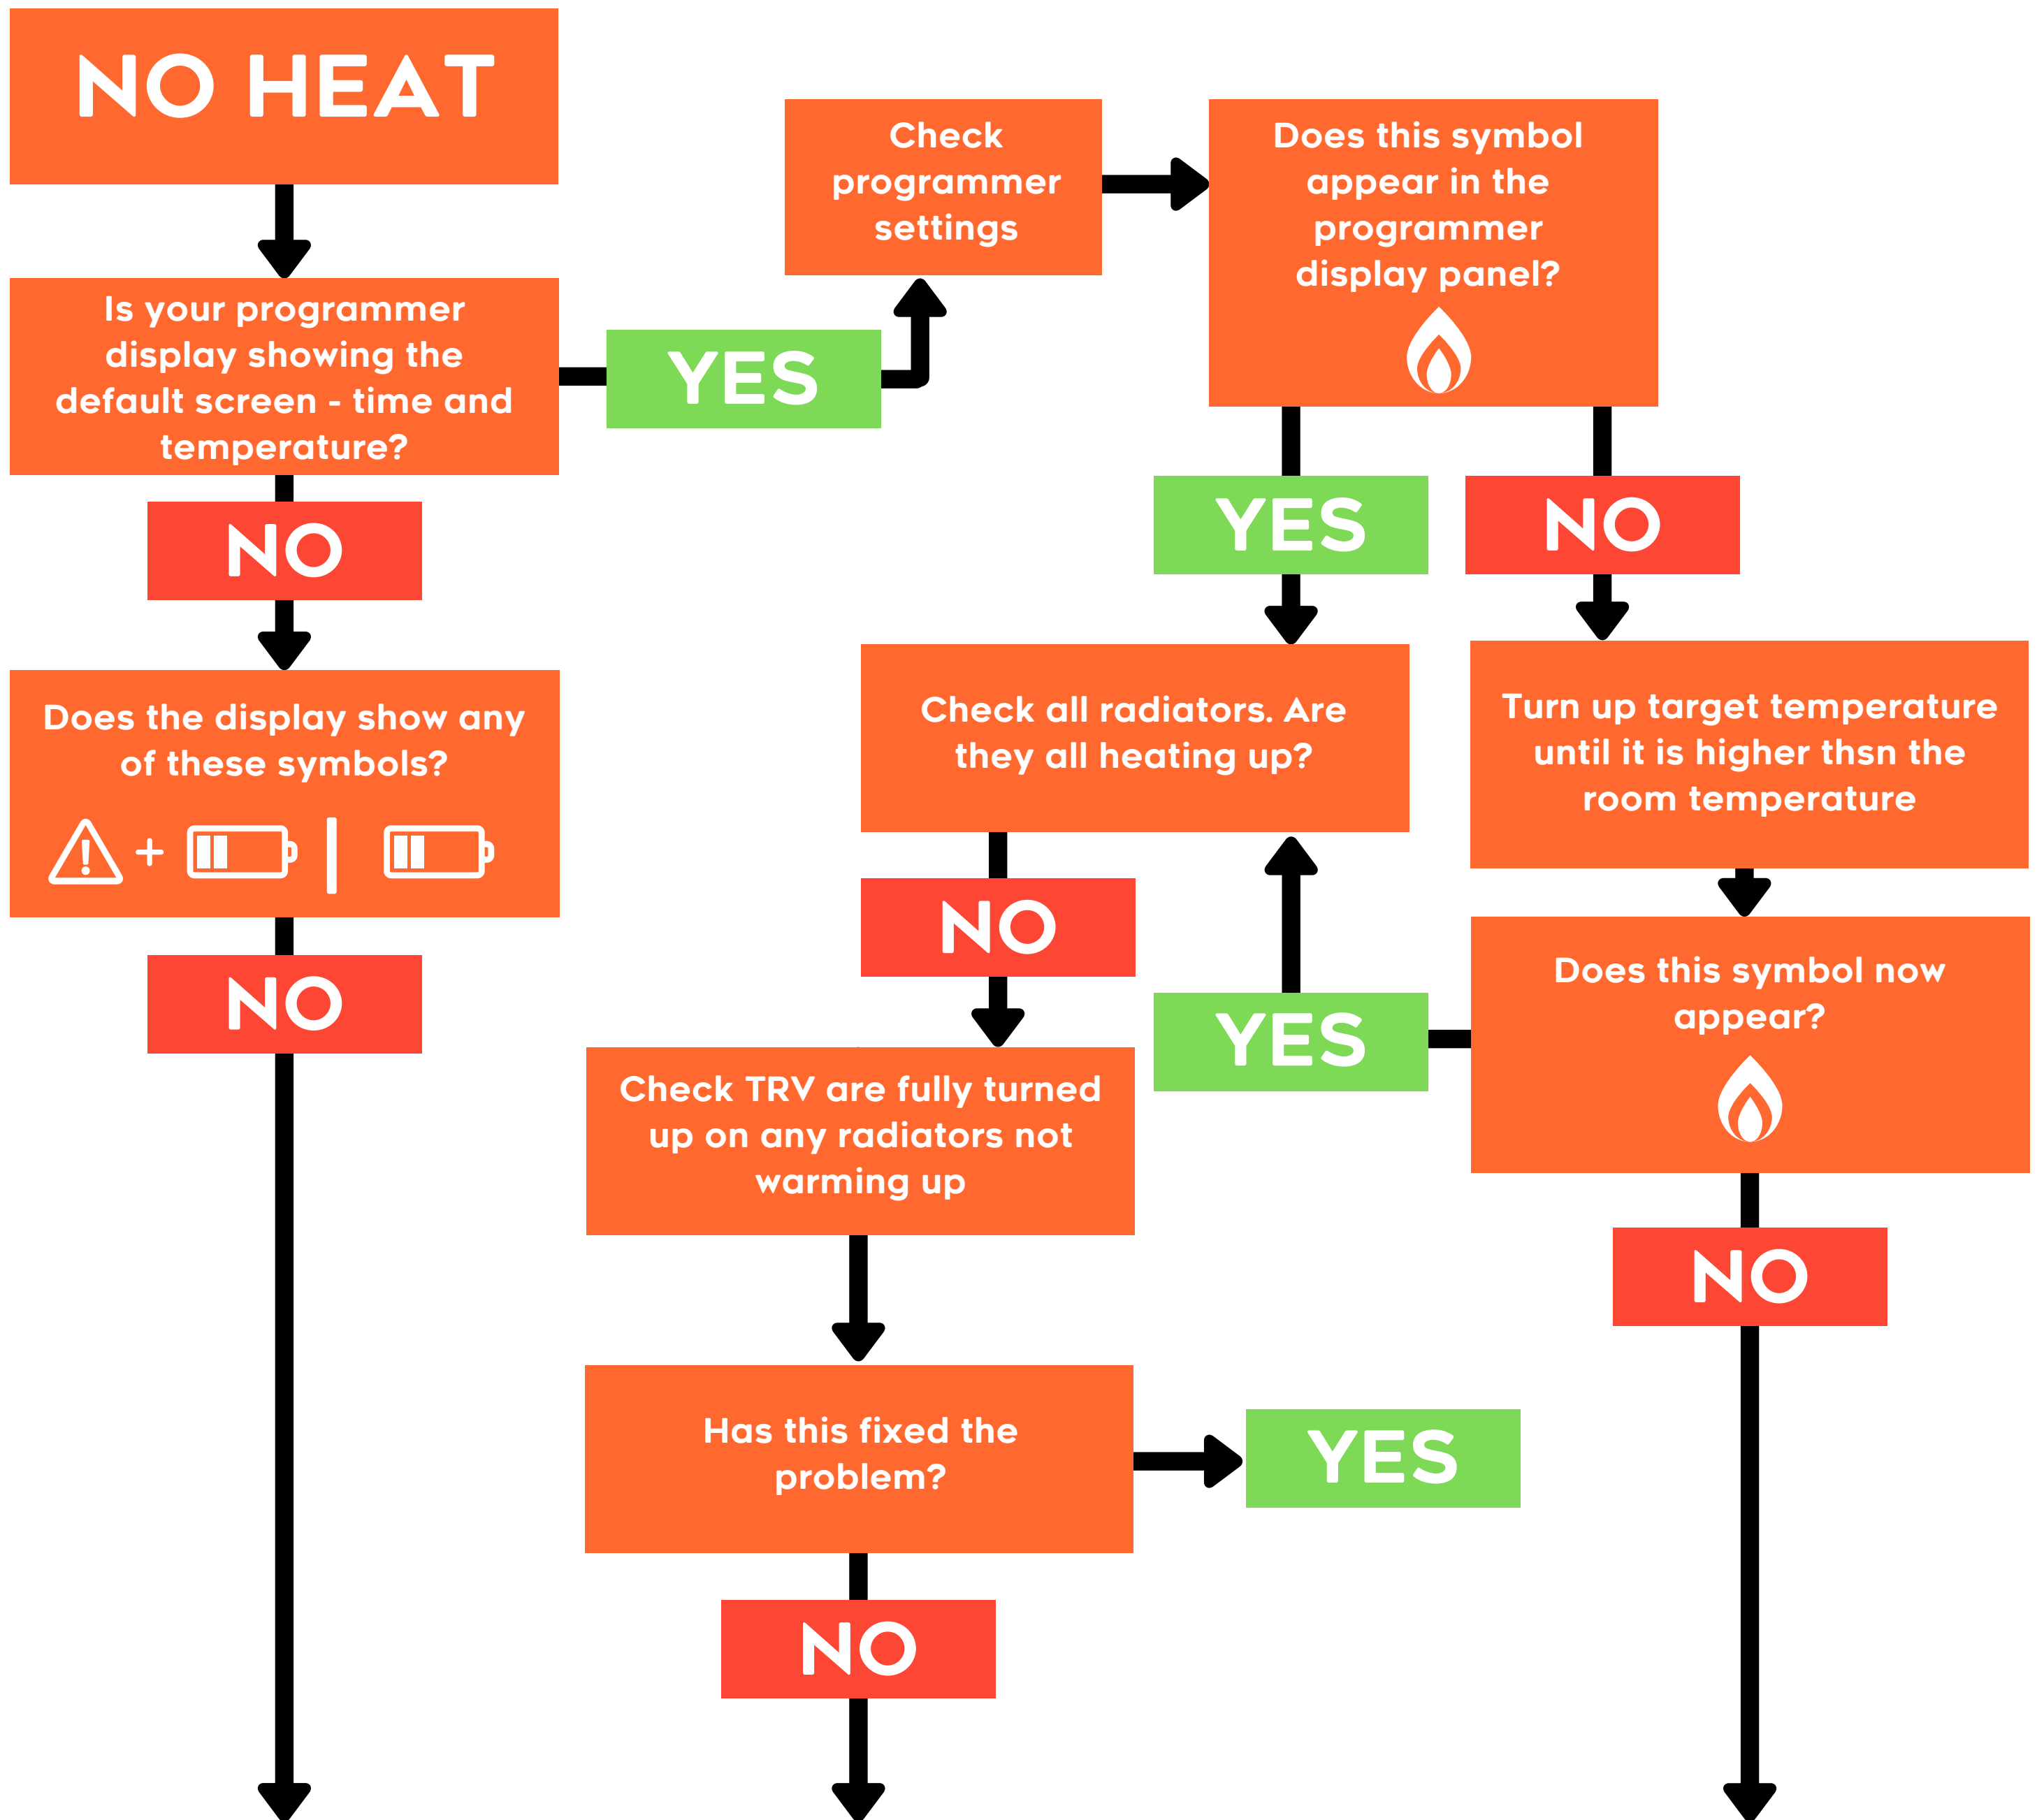 NO HEAT
Is your programmer
display showing the
default screen - time and
temperature?
YES
NO
Check
programmer
settings
Does this symbol
appear in the
programmer
display panel?
YES
NO
Does the display show any
of these symbols?
! +
NO
Check all radiators. Are
they all heating up?
NO
Turn up target temperature
until it is higher thsn the
room temperature
Does this symbol now
appear?
YES
NO
Check TRV are fully turned
up on any radiators not
warming up
Has this fixed the
problem?
YES
NO